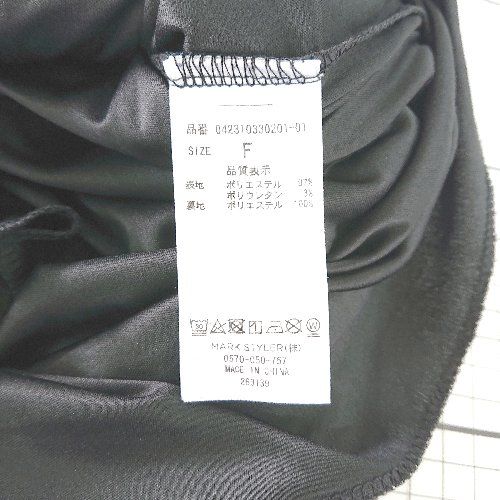 品番 042310330201-01
SIZE F
品質表示
表地 ポリエステル 97%
ポリウレタン 3%
裏地 ポリエステル 100%
MARK STYLER(株)
0570-050-757
MADE IN CHINA
263139